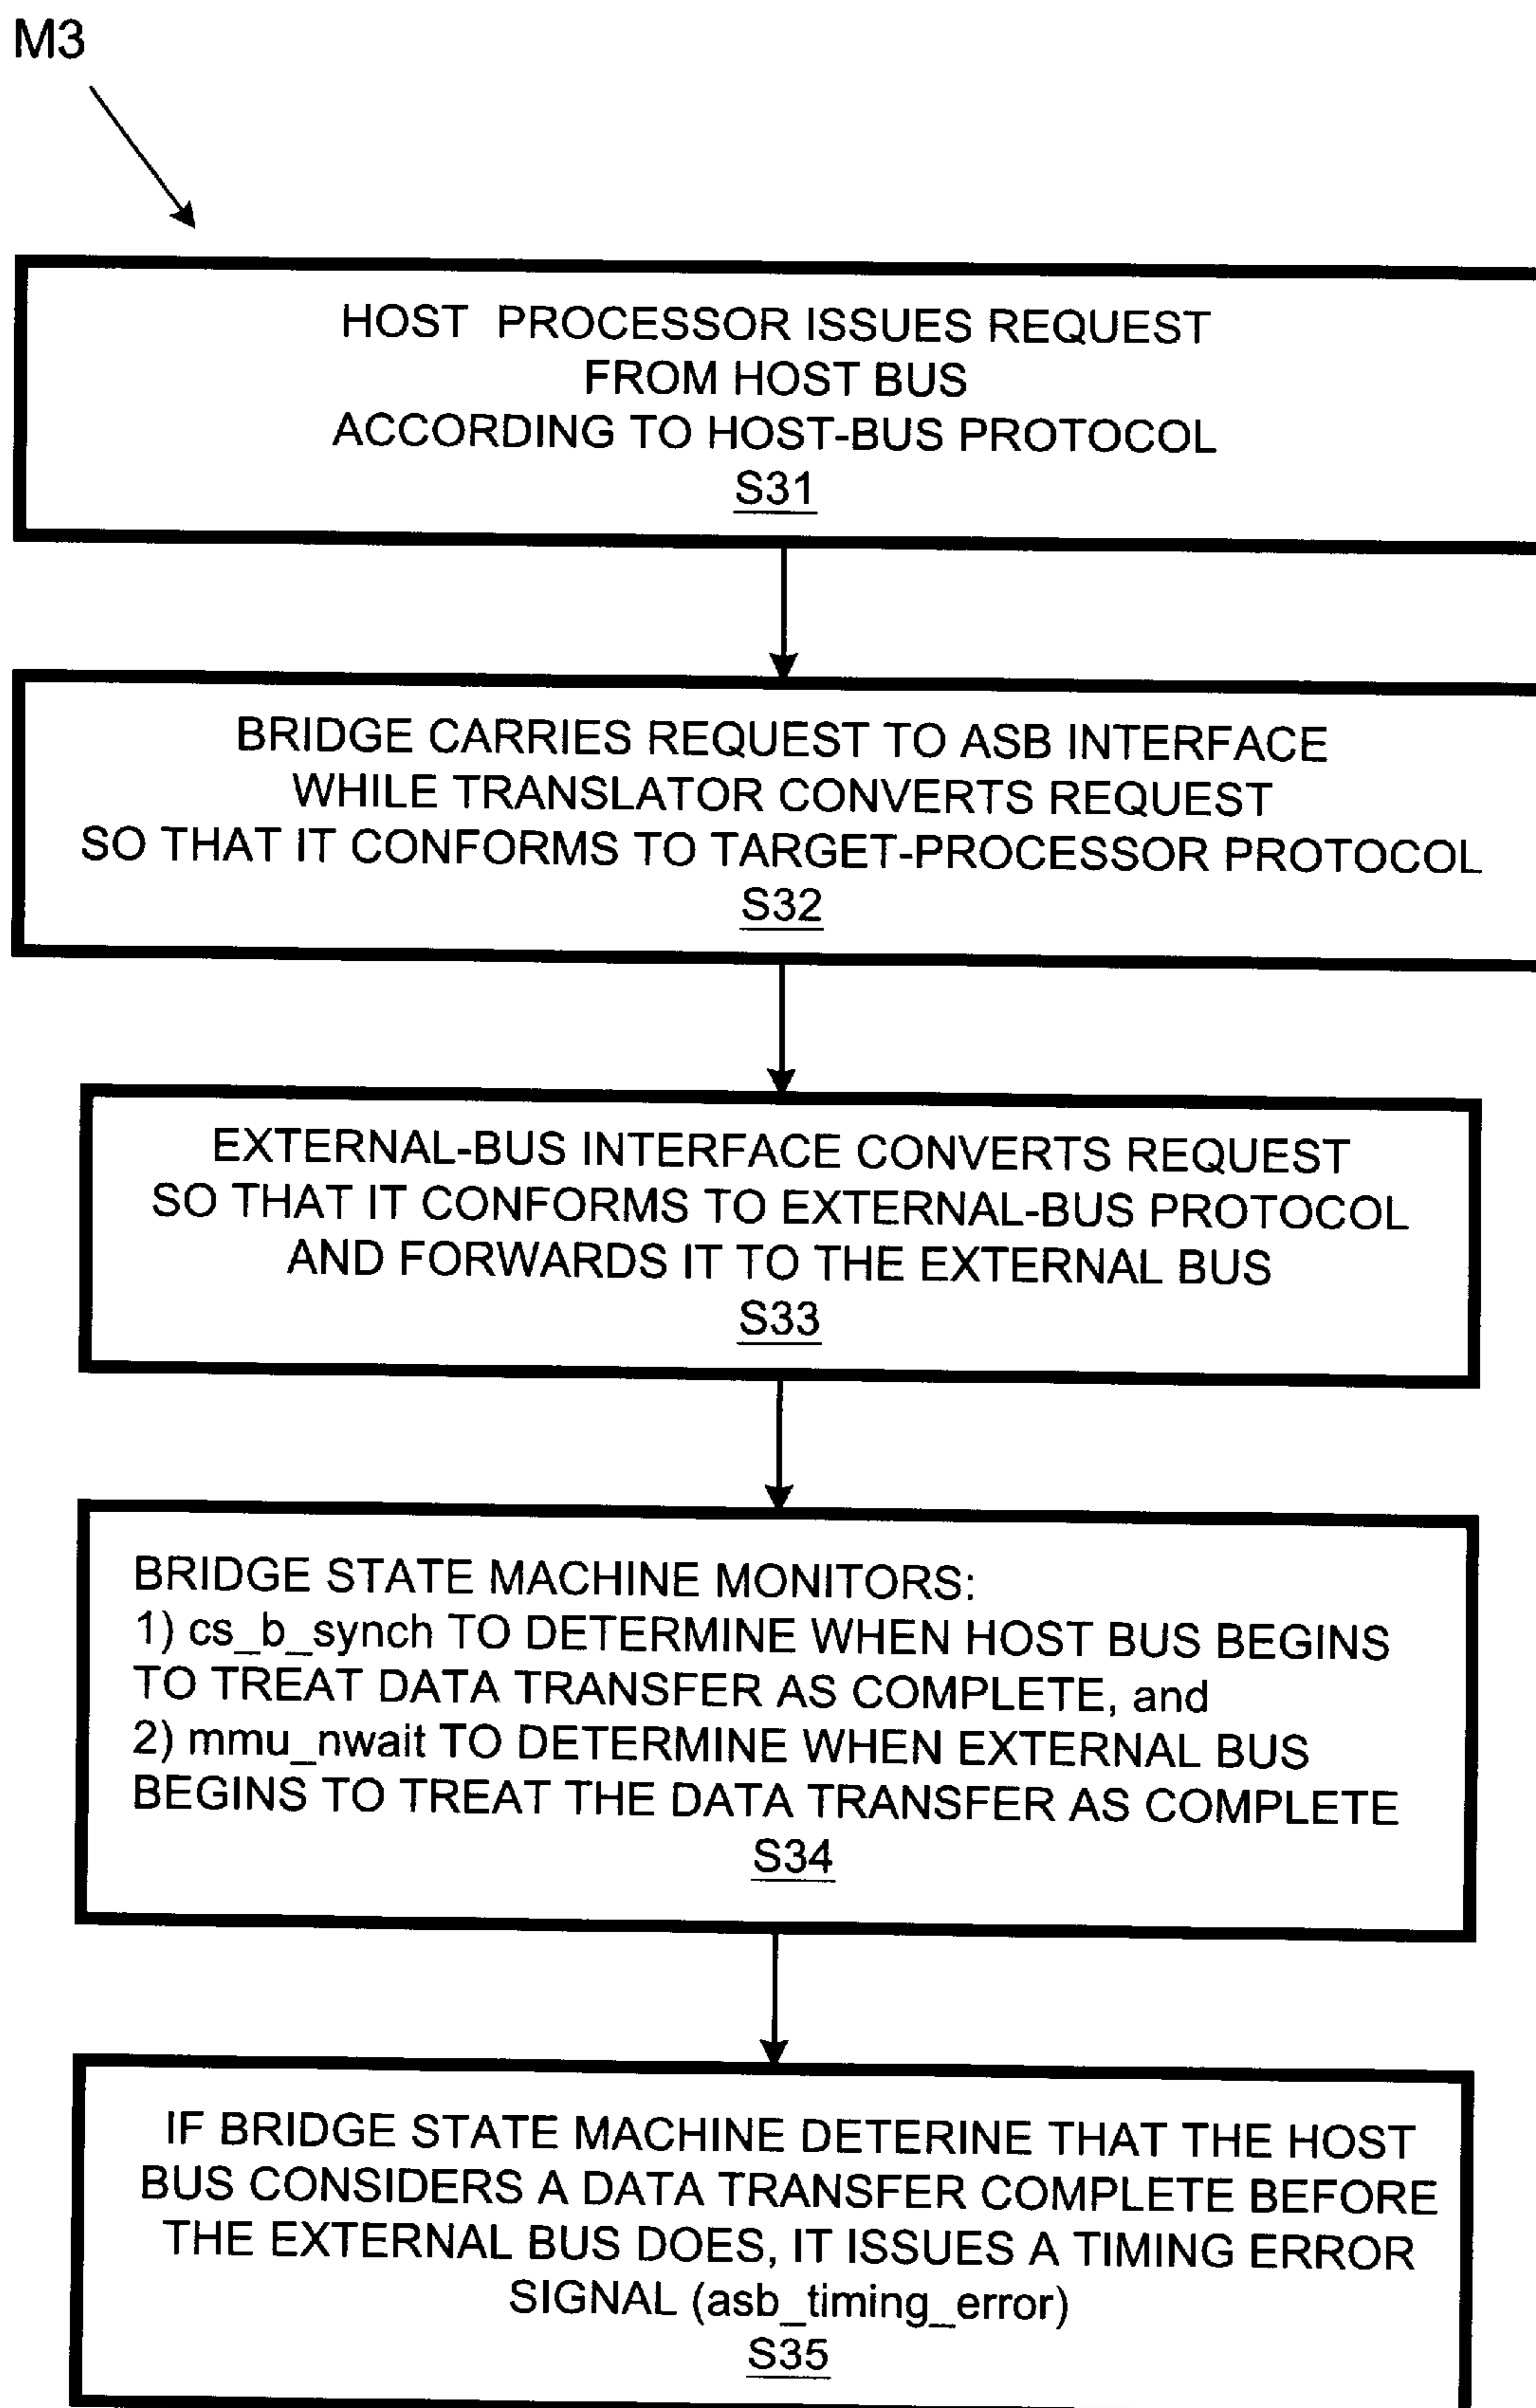 M3
HOST PROCESSOR ISSUES REQUEST
FROM HOST BUS
ACCORDING TO HOST-BUS PROTOCOL
S31
BRIDGE CARRIES REQUEST TO ASB INTERFACE
WHILE TRANSLATOR CONVERTS REQUEST
SO THAT IT CONFORMS TO TARGET-PROCESSOR PROTOCOL
S32
EXTERNAL-BUS INTERFACE CONVERTS REQUEST
SO THAT IT CONFORMS TO EXTERNAL-BUS PROTOCOL
AND FORWARDS IT TO THE EXTERNAL BUS
S33
BRIDGE STATE MACHINE MONITORS:
1) cs_b_synch TO DETERMINE WHEN HOST BUS BEGINS
TO TREAT DATA TRANSFER AS COMPLETE, and
2) mmu_nwait TO DETERMINE WHEN EXTERNAL BUS
BEGINS TO TREAT THE DATA TRANSFER AS COMPLETE
S34
IF BRIDGE STATE MACHINE DETERINE THAT THE HOST
BUS CONSIDERS A DATA TRANSFER COMPLETE BEFORE
THE EXTERNAL BUS DOES, IT ISSUES A TIMING ERROR
SIGNAL (asb_timing_error)
S35